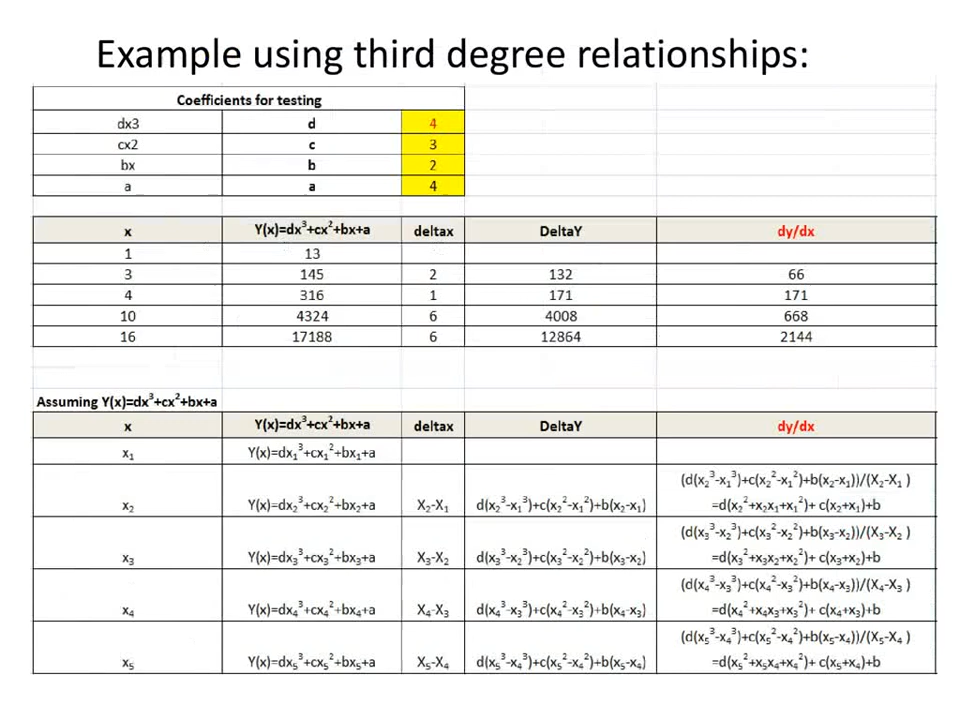 Example using third degree relationships:
Coefficients for testing
dx3 d 4
cx2 c 3
bx b 2
a a 4
x Y(x)=dx³+cx²+bx+a deltax DeltaY dy/dx
1 13
3 145 2 132 66
4 316 1 171 171
10 4324 6 4008 668
16 17188 6 12864 2144
Assuming Y(x)=dx³+cx²+bx+a
x Y(x)=dx³+cx²+bx+a deltax DeltaY dy/dx
x₁ Y(x)=dx₁³+cx₁²+bx₁+a
(d(x₂³-x₁³)+c(x₂²-x₁²)+b(x₂-x₁))/(X₂-X₁ )
x₂ Y(x)=dx₂³+cx₂²+bx₂+a X₂-X₁ d(x₂³-x₁³)+c(x₂²-x₁²)+b(x₂-x₁) =d(x₂²+x₂x₁+x₁²)+ c(x₂+x₁)+b
(d(x₃³-x₂³)+c(x₃²-x₂²)+b(x₃-x₂))/(X₃-X₂ )
x₃ Y(x)=dx₃³+cx₃²+bx₃+a X₃-X₂ d(x₃³-x₂³)+c(x₃²-x₂²)+b(x₃-x₂) =d(x₃²+x₃x₂+x₂²)+ c(x₃+x₂)+b
(d(x₄³-x₃³)+c(x₄²-x₃²)+b(x₄-x₃))/(X₄-X₃ )
x₄ Y(x)=dx₄³+cx₄²+bx₄+a X₄-X₃ d(x₄³-x₃³)+c(x₄²-x₃²)+b(x₄-x₃) =d(x₄²+x₄x₃+x₃²)+ c(x₄+x₃)+b
(d(x₅³-x₄³)+c(x₅²-x₄²)+b(x₅-x₄))/(X₅-X₄ )
x₅ Y(x)=dx₅³+cx₅²+bx₅+a X₅-X₄ d(x₅³-x₄³)+c(x₅²-x₄²)+b(x₅-x₄) =d(x₅²+x₅x₄+x₄²)+ c(x₅+x₄)+b